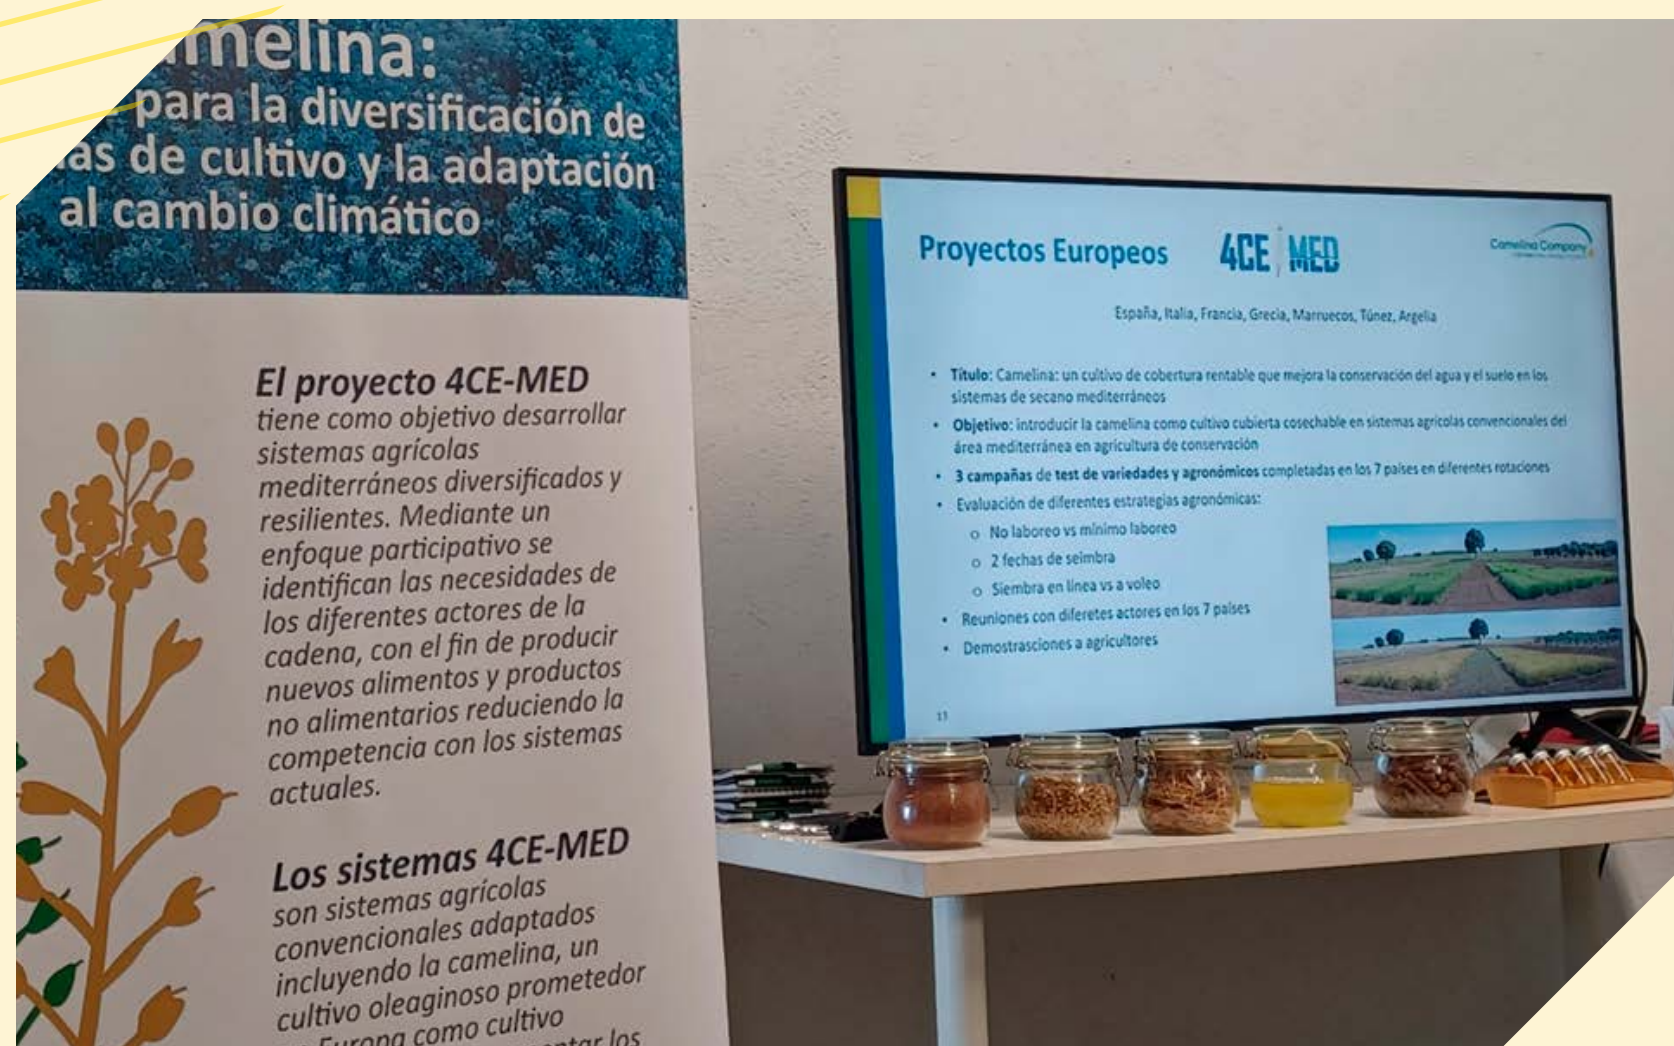 melina:
para la diversificación de
as de cultivo y la adaptación
al cambio climático
El proyecto 4CE-MED
tiene como objetivo desarrollar
sistemas agrícolas
mediterráneos diversificados y
resilientes. Mediante un
enfoque participativo se
identifican las necesidades de
los diferentes actores de la
cadena, con el fin de producir
nuevos alimentos y productos
no alimentarios reduciendo la
competencia con los sistemas
actuales.
Los sistemas 4CE-MED
son sistemas agrícolas
convencionales adaptados
incluyendo la camelina, un
cultivo oleaginoso prometedor
Europa como cultivo
los
Proyectos Europeos
4CE MED
Camelina Company
España, Italia, Francia, Grecia, Marruecos, Túnez, Argelia
• Título: Camelina: un cultivo de cobertura rentable que mejora la conservación del agua y el suelo en los
sistemas de secano mediterráneos
• Objetivo: introducir la camelina como cultivo cubierta cosechable en sistemas agrícolas convencionales del
área mediterránea en agricultura de conservación
• 3 campañas de test de variedades y agronómicos completadas en los 7 países en diferentes rotaciones
• Evaluación de diferentes estrategias agronómicas:
o No laboreo vs mínimo laboreo
o 2 fechas de seimbra
o Siembra en línea vs a voleo
• Reuniones con diferetes actores en los 7 países
• Demostrasciones a agricultores